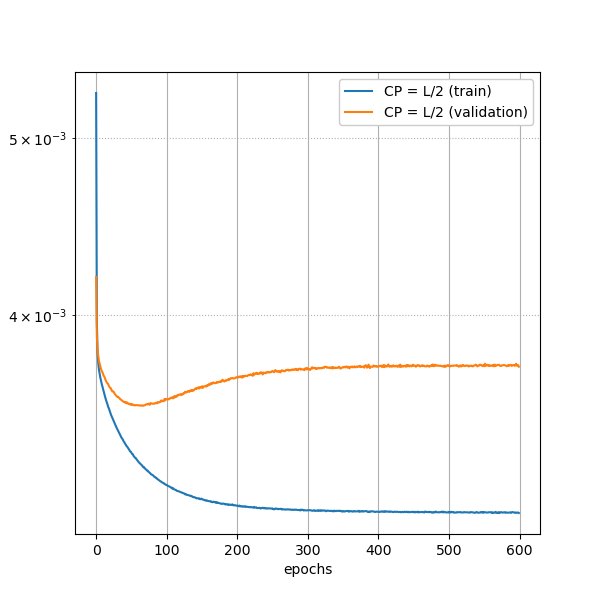 CP = L/2 (train)
CP = L/2 (validation)
5 × 10⁻³
4 × 10⁻³
0 100 200 300 400 500 600
epochs